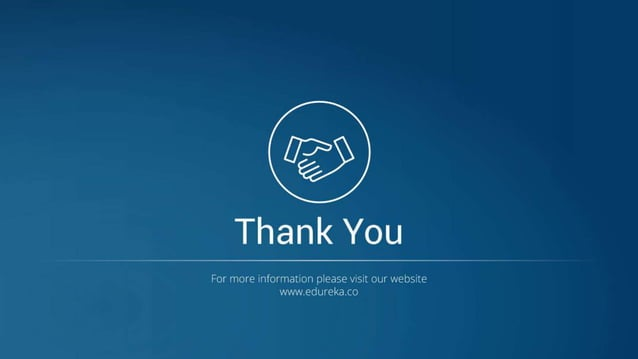 Thank You
For more information please visit our website
www.edureka.co